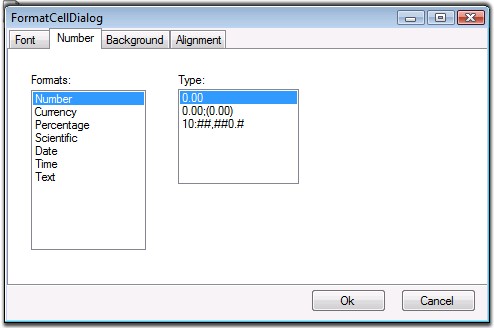 FormatCellDialog
Font Number Background Alignment
Formats: Type:
Number 0.00
Currency 0.00;(0.00)
Percentage 10:##,##0.#
Scientific
Date
Time
Text
Ok Cancel